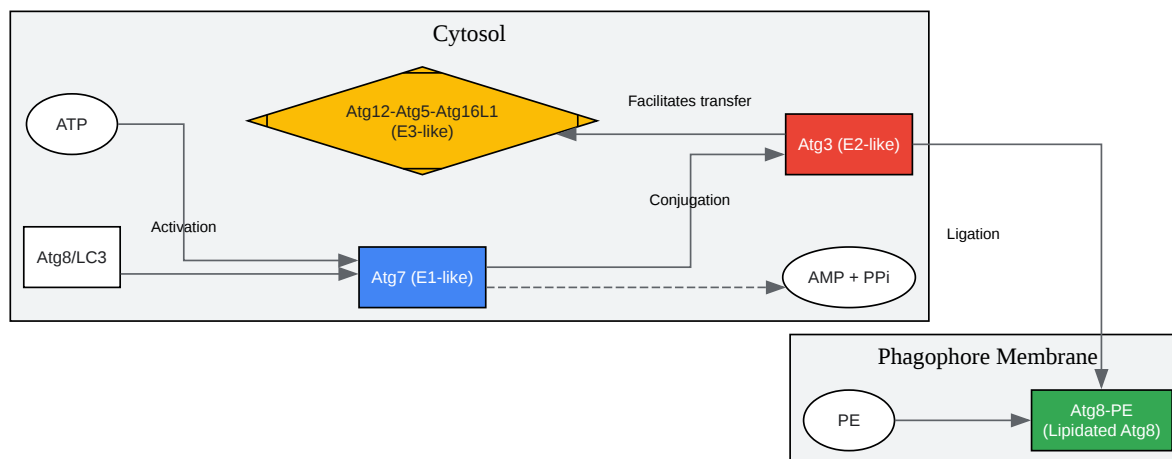 Cytosol
ATP
Atg12-Atg5-Atg16L1
(E3-like)
Facilitates transfer
Atg3 (E2-like)
Conjugation
Activation
Ligation
Atg8/LC3
Atg7 (E1-like)
AMP + PPi
Phagophore Membrane
PE
Atg8-PE
(Lipidated Atg8)